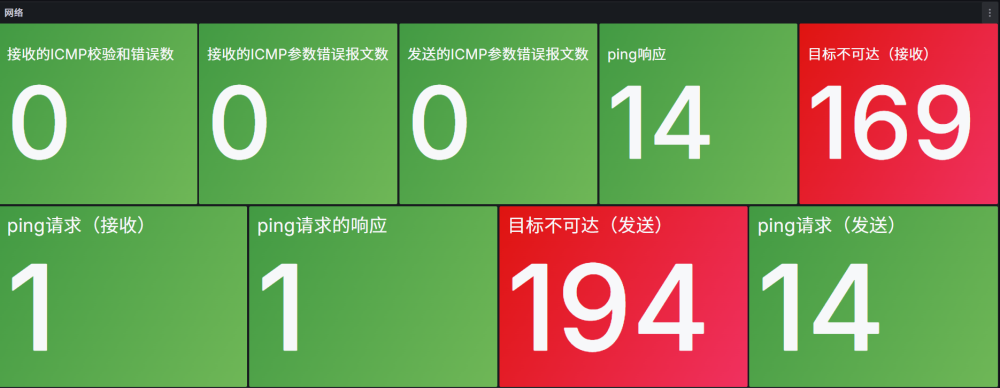 网络
接收的ICMP校验和错误数
0
接收的ICMP参数错误报文数
0
发送的ICMP参数错误报文数
0
ping响应
14
目标不可达（接收）
169
ping请求（接收）
1
ping请求的响应
1
目标不可达（发送）
194
ping请求（发送）
14